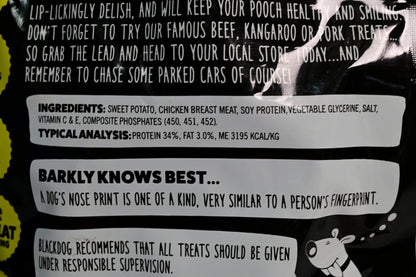 LIP-LICKINGLY DELISH, AND WILL KEEP YOUR POOCH HEALTHY AND SMILING.
DON'T FORGET TO TRY OUR FAMOUS BEEF, KANGAROO OR PORK TREATS...
SO GRAB THE LEAD AND HEAD TO YOUR LOCAL STORE TODAY...AND
REMEMBER TO CHASE SOME PARKED CARS OF COURSE!
INGREDIENTS: SWEET POTATO, CHICKEN BREAST MEAT, SOY PROTEIN, VEGETABLE GLYCERINE, SALT,
VITAMIN C & E, COMPOSITE PHOSPHATES (450, 451, 452).
TYPICAL ANALYSIS: PROTEIN 34%, FAT 3.0%, ME 3195 KCAL/KG
BARKLY KNOWS BEST...
A DOG'S NOSE PRINT IS ONE OF A KIND, VERY SIMILAR TO A PERSON'S FINGERPRINT.
BLACKDOG RECOMMENDS THAT ALL TREATS SHOULD BE GIVEN
UNDER RESPONSIBLE SUPERVISION.